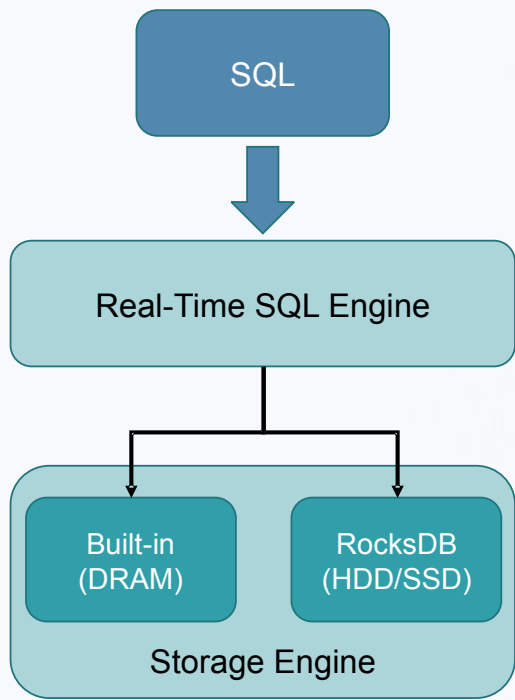 SQL
Real-Time SQL Engine
Built-in
(DRAM)
RocksDB
(HDD/SSD)
Storage Engine